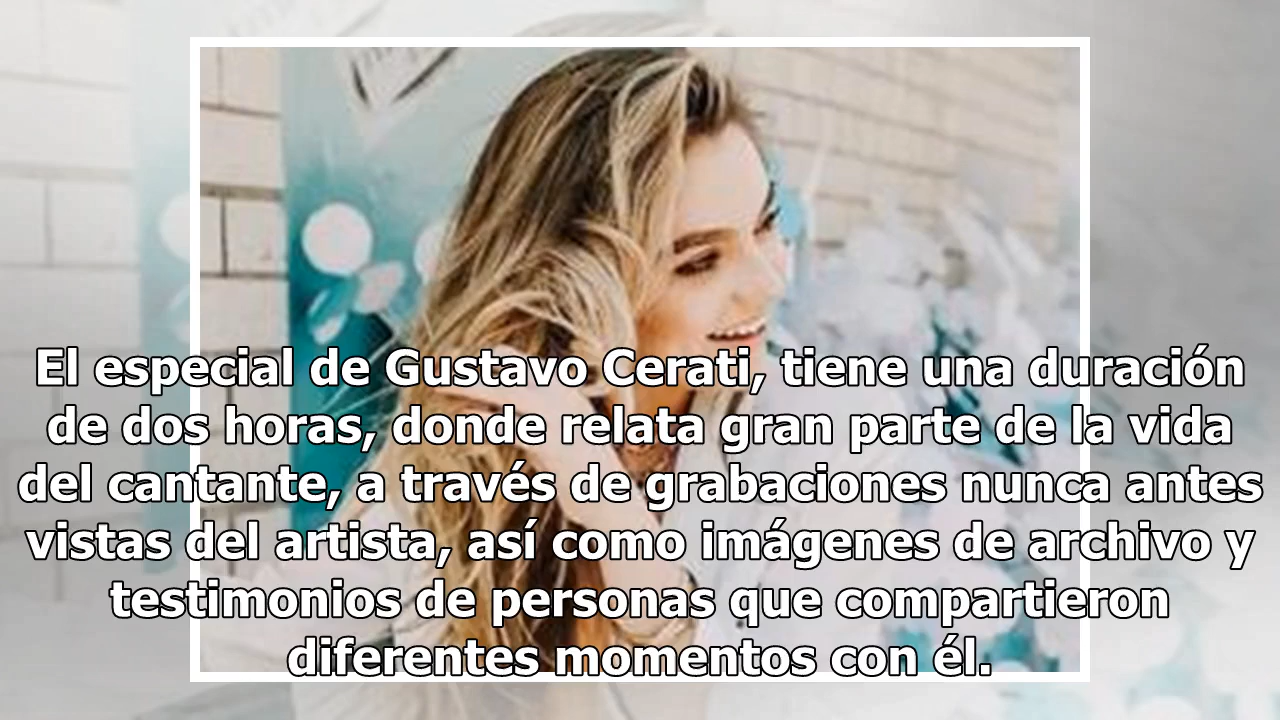 El especial de Gustavo Cerati, tiene una duración
de dos horas, donde relata gran parte de la vida
del cantante, a través de grabaciones nunca antes
vistas del artista, así como imágenes de archivo y
testimonios de personas que compartieron
diferentes momentos con él.